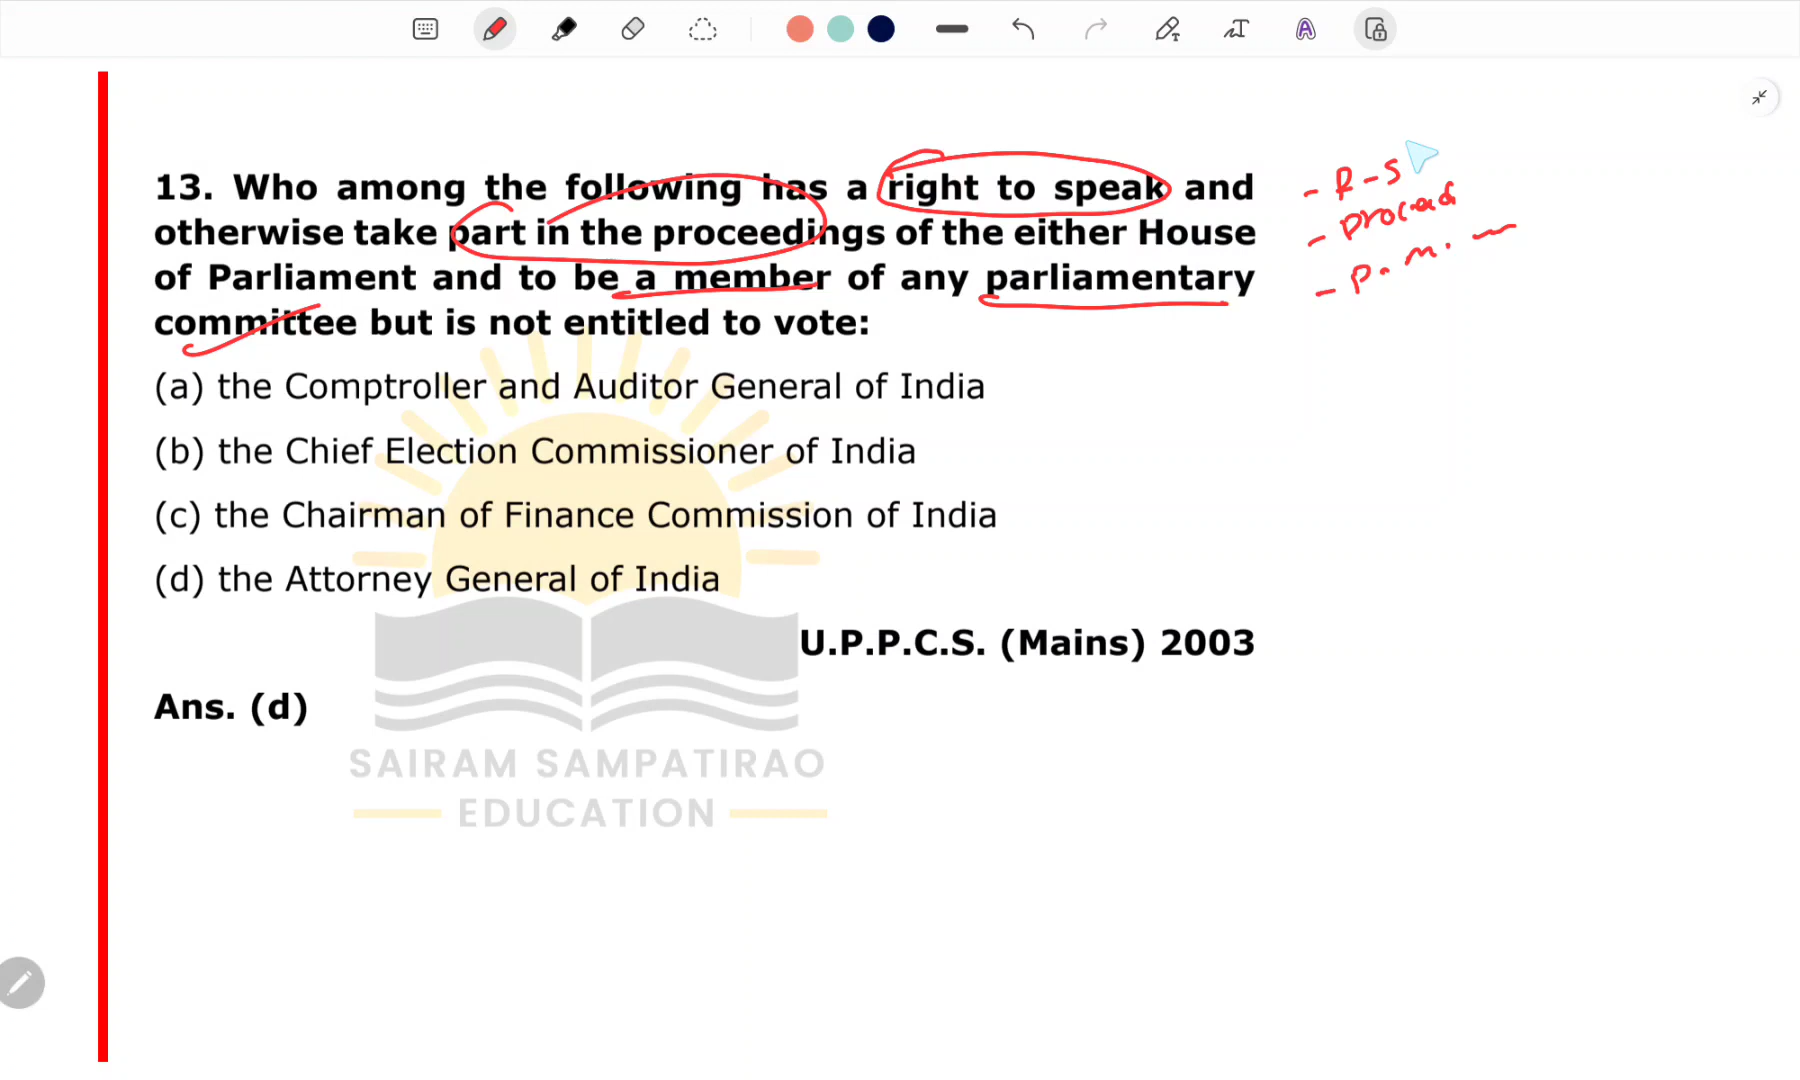 13. Who among the following has a right to speak and
otherwise take part in the proceedings of the either House
of Parliament and to be a member of any parliamentary
committee but is not entitled to vote:
(a) the Comptroller and Auditor General of India
(b) the Chief Election Commissioner of India
(c) the Chairman of Finance Commission of India
(d) the Attorney General of India
U.P.P.C.S. (Mains) 2003
Ans. (d)
SAIRAM SAMPATIRAO
EDUCATION
- R-S
- proceed
- P. m. -